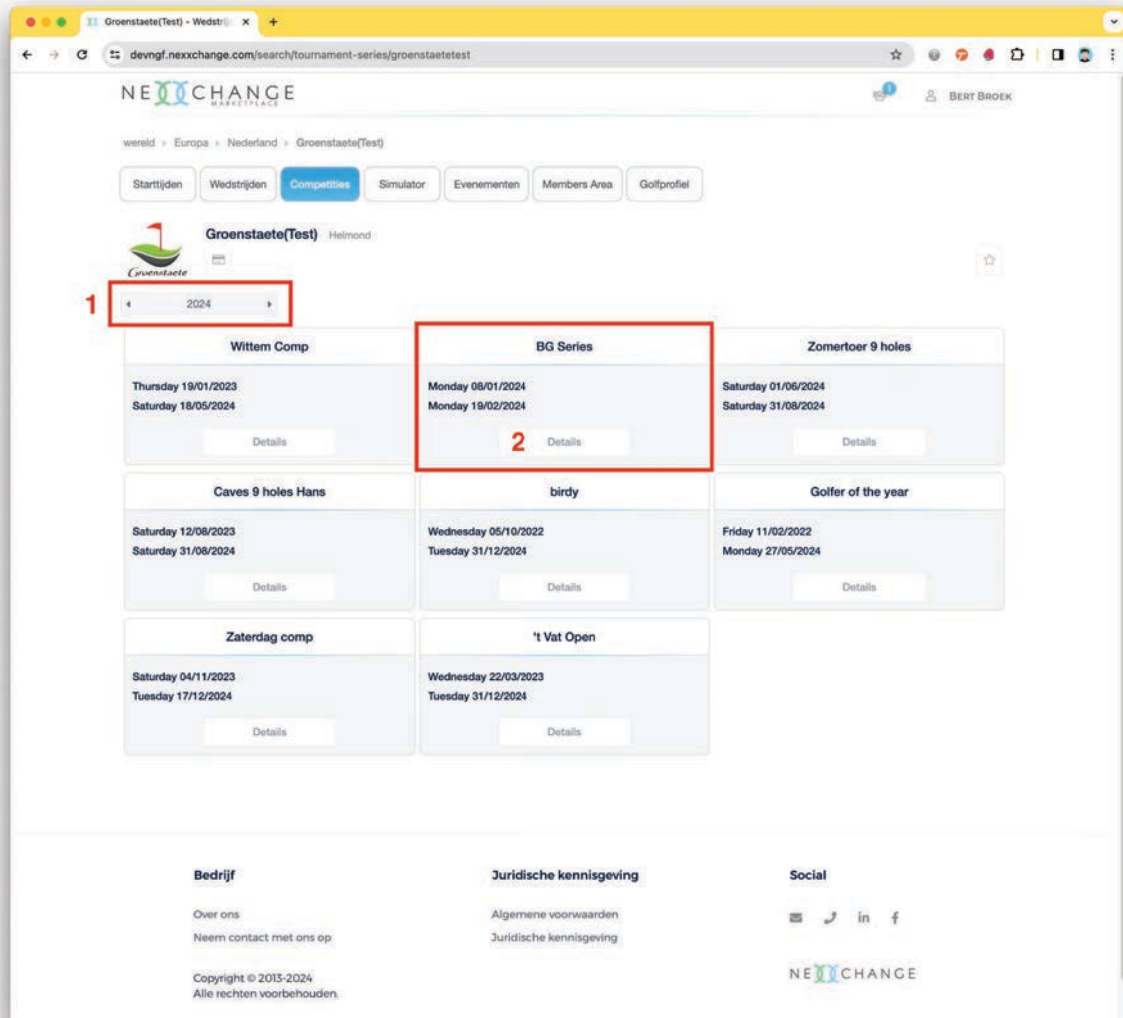 Groenstaete(Test) - Wedstrij
devngf.nexxchange.com/search/tournament-series/groenstaetetest
NEXXCHANGE
MARKETPLACE
1
BERT BROEK
wereld > Europa > Nederland > Groenstaete(Test)
Starttijden Wedstrijden Competities Simulator Evenementen Members Area Golfprofiel
Groenstaete(Test) Helmond
Groenstaete
1
2024
Wittem Comp
Thursday 19/01/2023
Saturday 18/05/2024
Details
BG Series
Monday 08/01/2024
Monday 19/02/2024
2 Details
Zomertoer 9 holes
Saturday 01/06/2024
Saturday 31/08/2024
Details
Caves 9 holes Hans
Saturday 12/08/2023
Saturday 31/08/2024
Details
birdy
Wednesday 05/10/2022
Tuesday 31/12/2024
Details
Golfer of the year
Friday 11/02/2022
Monday 27/05/2024
Details
Zaterdag comp
Saturday 04/11/2023
Tuesday 17/12/2024
Details
't Vat Open
Wednesday 22/03/2023
Tuesday 31/12/2024
Details
Bedrijf
Over ons
Neem contact met ons op
Copyright © 2013-2024
Alle rechten voorbehouden.
Juridische kennisgeving
Algemene voorwaarden
Juridische kennisgeving
Social
NEXXCHANGE